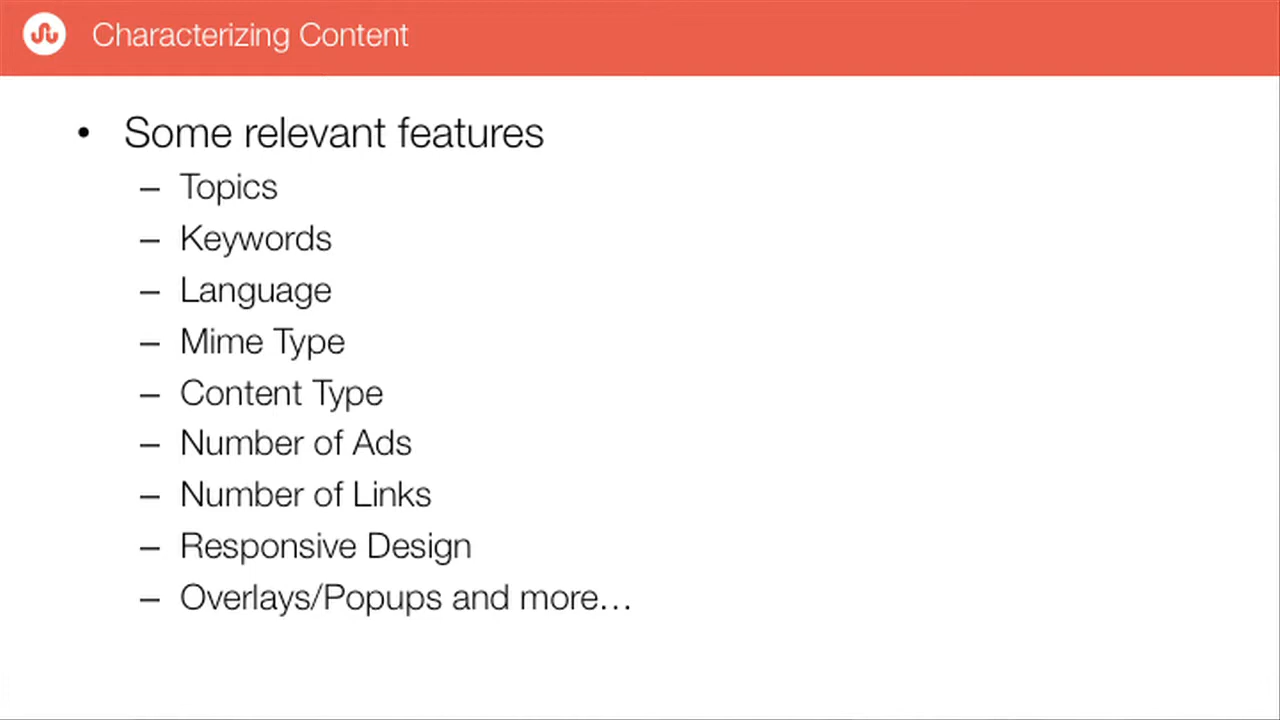 Characterizing Content
• Some relevant features
– Topics
– Keywords
– Language
– Mime Type
– Content Type
– Number of Ads
– Number of Links
– Responsive Design
– Overlays/Popups and more…